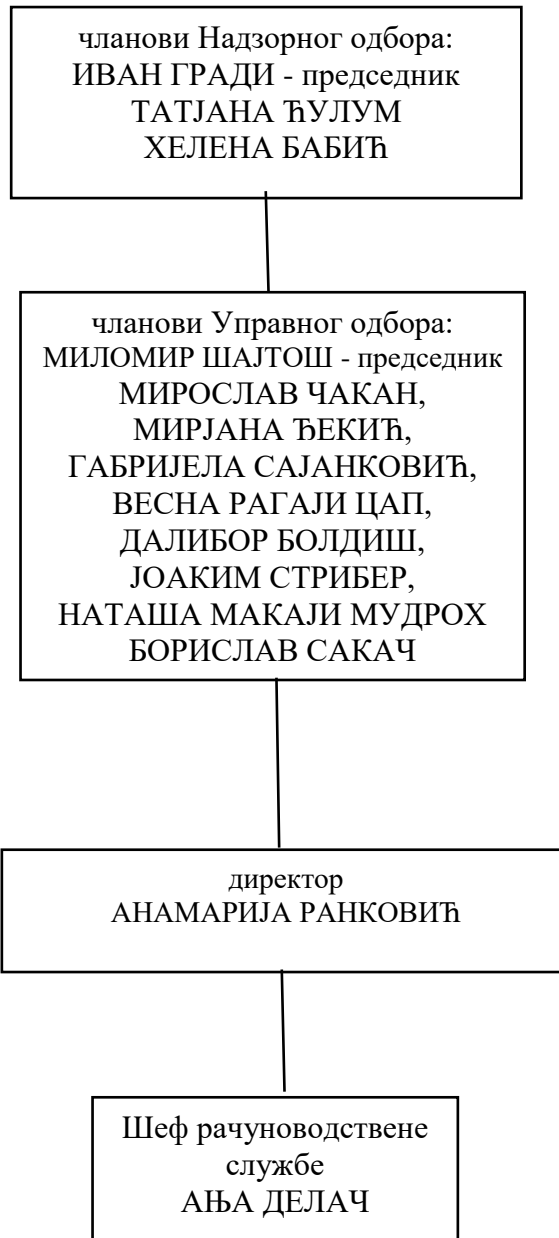 чланови Надзорног одбора:
ИВАН ГРАДИ - председник
ТАТЈАНА ЋУЛУМ
ХЕЛЕНА БАБИЋ
чланови Управног одбора:
МИЛОМИР ШАЈТОШ - председник
МИРОСЛАВ ЧАКАН,
МИРЈАНА ЂЕКИЋ,
ГАБРИЈЕЛА САЈАНКОВИЋ,
ВЕСНА РАГАЈИ ЦАП,
ДАЛИБОР БОЛДИШ,
ЈОАКИМ СТРИБЕР,
НАТАША МАКАЈИ МУДРОХ
БОРИСЛАВ САКАЧ
директор
АНАМАРИЈА РАНКОВИЋ
Шеф рачуноводствене
службе
АЊА ДЕЛАЧ